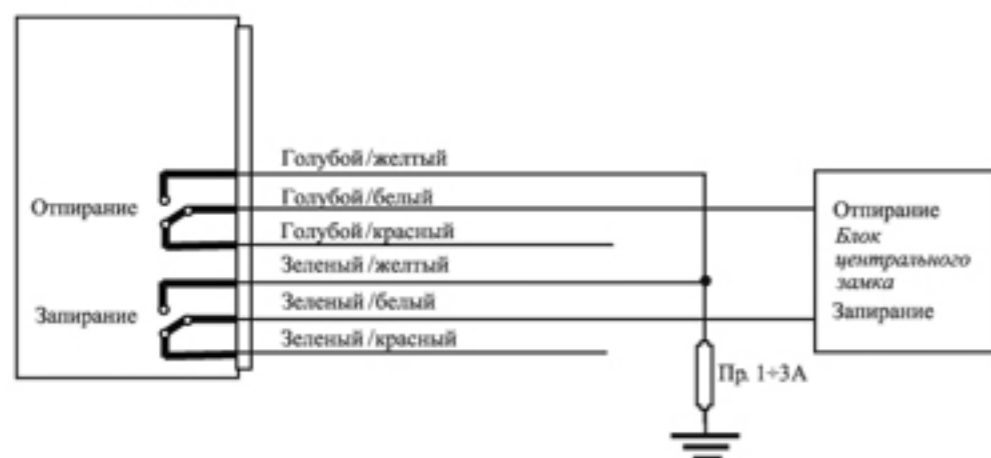 Голубой/желтый
Голубой/белый
Отпирание
Голубой/красный
Зеленый/желтый
Зеленый/белый
Запирание
Зеленый/красный
Отпирание
Блок
центрального
замка
Запирание
Пр. 1÷3А